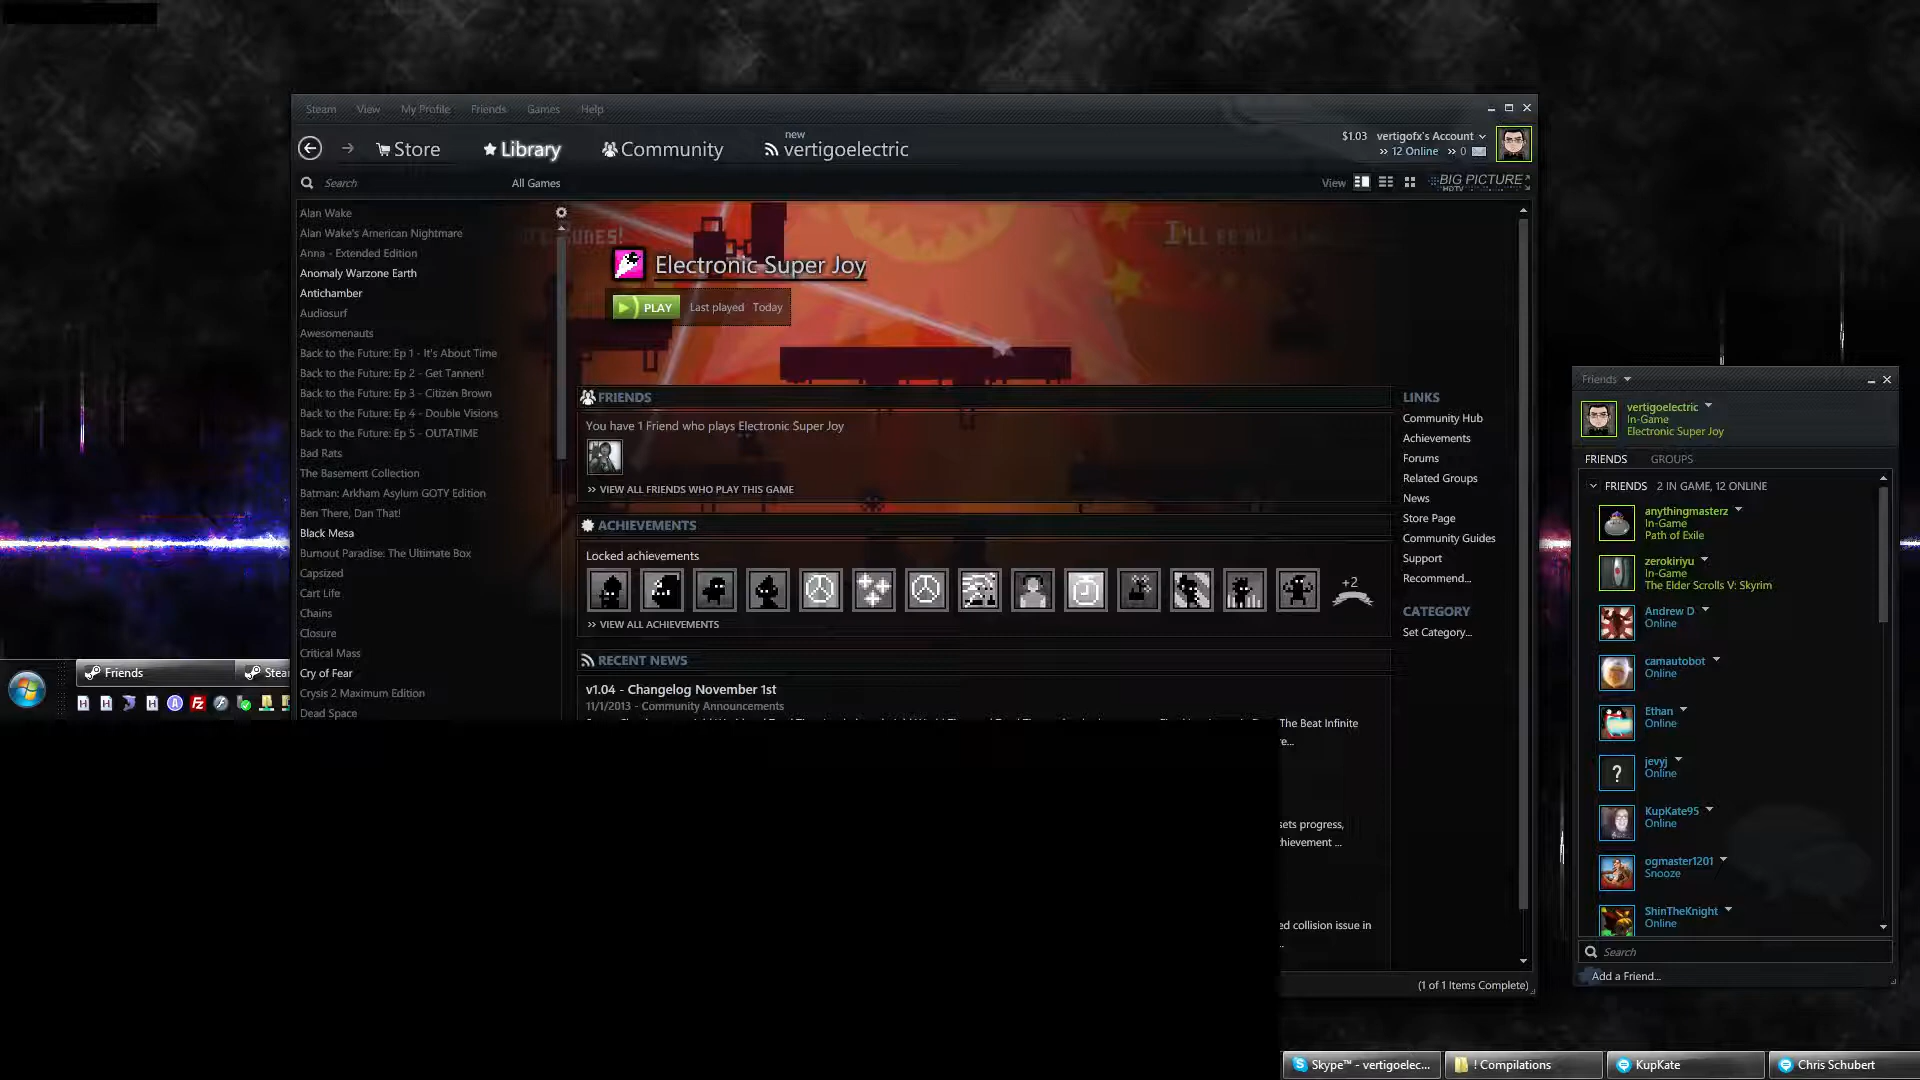 Steam View My Profile Friends Games Help
Store Library Community new vertigoelectric
$1.03 vertigofx's Account
» 12 Online » 0
Search All Games
View BIG PICTURE
HDTV
Alan Wake
Alan Wake's American Nightmare
Anna - Extended Edition
Anomaly Warzone Earth
Antichamber
Audiosurf
Awesomenauts
Back to the Future: Ep 1 - It's About Time
Back to the Future: Ep 2 - Get Tannen!
Back to the Future: Ep 3 - Citizen Brown
Back to the Future: Ep 4 - Double Visions
Back to the Future: Ep 5 - OUTATIME
Bad Rats
The Basement Collection
Batman: Arkham Asylum GOTY Edition
Ben There, Dan That!
Black Mesa
Burnout Paradise: The Ultimate Box
Capsized
Cart Life
Chains
Closure
Critical Mass
Cry of Fear
Crysis 2 Maximum Edition
Dead Space
I'LL
Electronic Super Joy
PLAY Last played Today
FRIENDS
You have 1 Friend who plays Electronic Super Joy
» VIEW ALL FRIENDS WHO PLAY THIS GAME
ACHIEVEMENTS
Locked achievements
+2
» VIEW ALL ACHIEVEMENTS
RECENT NEWS
v1.04 - Changelog November 1st
11/1/2013 - Community Announcements
The Beat Infinite
e...
sets progress,
hievement ...
ed collision issue in
...
LINKS
Community Hub
Achievements
Forums
Related Groups
News
Store Page
Community Guides
Support
Recommend...
CATEGORY
Set Category...
(1 of 1 Items Complete)
Friends
vertigoelectric
In-Game
Electronic Super Joy
FRIENDS GROUPS
FRIENDS 2 IN GAME, 12 ONLINE
anythingmasterz
In-Game
Path of Exile
zerokiriyu
In-Game
The Elder Scrolls V: Skyrim
Andrew D
Online
camautobot
Online
Ethan
Online
?
jevyj
Online
KupKate95
Online
ogmaster1201
Snooze
ShinTheKnight
Online
Search
Add a Friend...
Friends Stea
Skype™ - vertigoelec... ! Compilations KupKate Chris Schubert